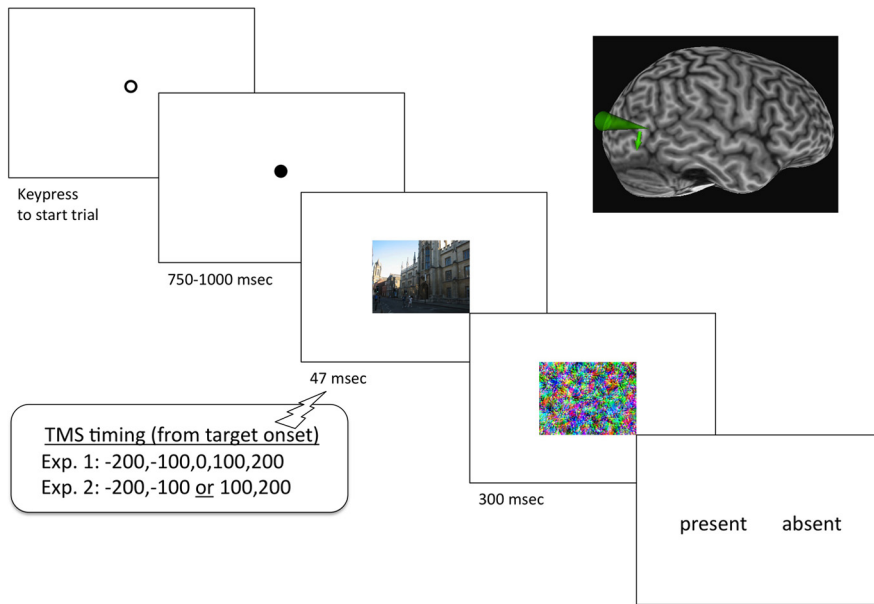 Keypress
to start trial
750-1000 msec
47 msec
TMS timing (from target onset)
Exp. 1: -200,-100,0,100,200
Exp. 2: -200,-100 or 100,200
300 msec
present absent